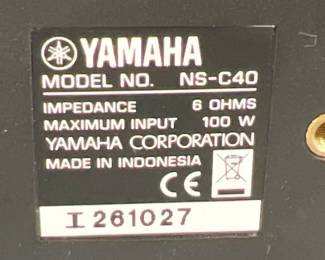 YAMAHA
MODEL NO. NS-C40
IMPEDANCE 6 OHMS
MAXIMUM INPUT 100 W
YAMAHA CORPORATION
MADE IN INDONESIA
CE
I 261027